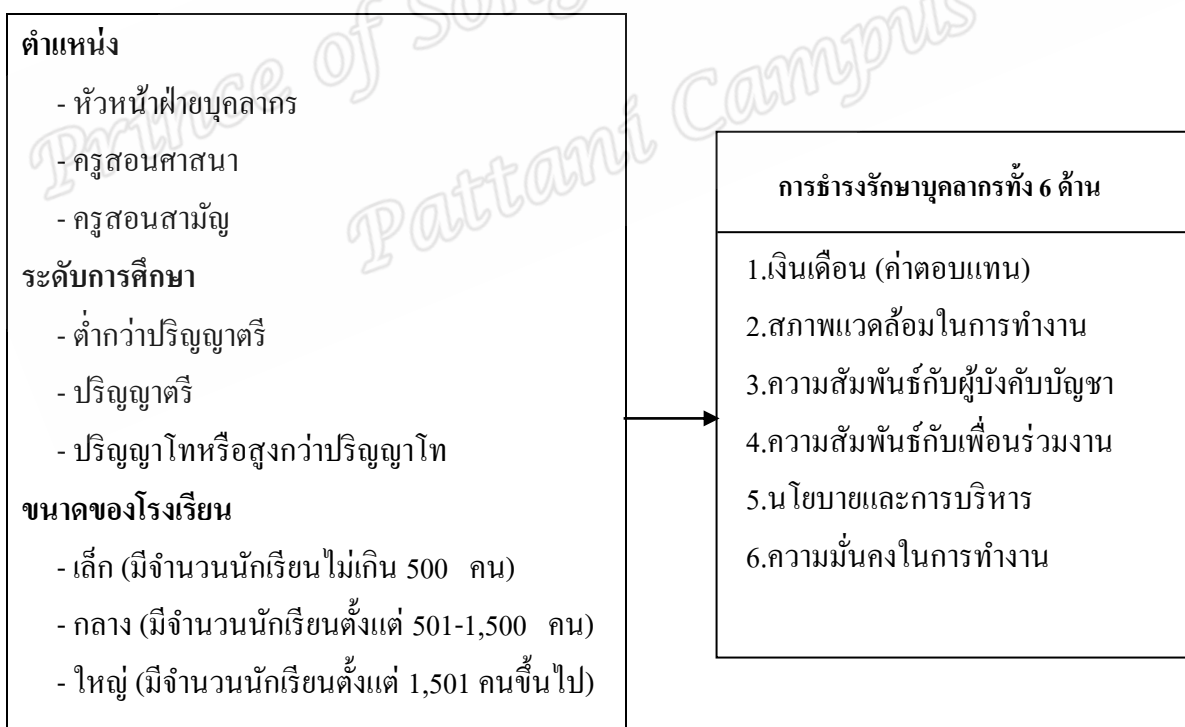 Prince of Song
Pattani Campus
ตำแหน่ง
- หัวหน้าฝ่ายบุคลากร
- ครูสอนศาสนา
- ครูสอนสามัญ
ระดับการศึกษา
- ต่ำกว่าปริญญาตรี
- ปริญญาตรี
- ปริญญาโทหรือสูงกว่าปริญญาโท
ขนาดของโรงเรียน
- เล็ก (มีจำนวนนักเรียนไม่เกิน 500 คน)
- กลาง (มีจำนวนนักเรียนตั้งแต่ 501-1,500 คน)
- ใหญ่ (มีจำนวนนักเรียนตั้งแต่ 1,501 คนขึ้นไป)
การธำรงรักษาบุคลากรทั้ง 6 ด้าน
1.เงินเดือน (ค่าตอบแทน)
2.สภาพแวดล้อมในการทำงาน
3.ความสัมพันธ์กับผู้บังคับบัญชา
4.ความสัมพันธ์กับเพื่อนร่วมงาน
5.นโยบายและการบริหาร
6.ความมั่นคงในการทำงาน